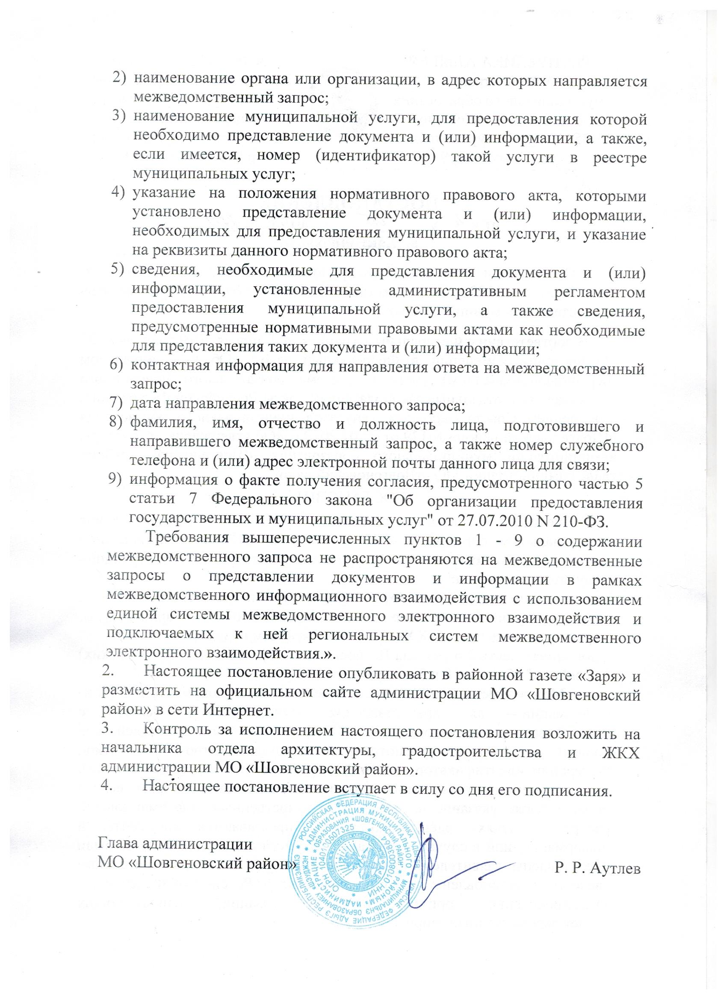 2) наименование органа или организации, в адрес которых направляется
межведомственный запрос;
3) наименование муниципальной услуги, для предоставления которой
необходимо представление документа и (или) информации, а также,
если имеется, номер (идентификатор) такой услуги в реестре
муниципальных услуг;
4) указание на положения нормативного правового акта, которыми
установлено представление документа и (или) информации,
необходимых для предоставления муниципальной услуги, и указание
на реквизиты данного нормативного правового акта;
5) сведения, необходимые для представления документа и (или)
информации, установленные административным регламентом
предоставления муниципальной услуги, а также сведения,
предусмотренные нормативными правовыми актами как необходимые
для представления таких документа и (или) информации;
6) контактная информация для направления ответа на межведомственный
запрос;
7) дата направления межведомственного запроса;
8) фамилия, имя, отчество и должность лица, подготовившего и
направившего межведомственный запрос, а также номер служебного
телефона и (или) адрес электронной почты данного лица для связи;
9) информация о факте получения согласия, предусмотренного частью 5
статьи 7 Федерального закона "Об организации предоставления
государственных и муниципальных услуг" от 27.07.2010 N 210-ФЗ.
Требования вышеперечисленных пунктов 1 - 9 о содержании
межведомственного запроса не распространяются на межведомственные
запросы о представлении документов и информации в рамках
межведомственного информационного взаимодействия с использованием
единой системы межведомственного электронного взаимодействия и
подключаемых к ней региональных систем межведомственного
электронного взаимодействия.».
2. Настоящее постановление опубликовать в районной газете «Заря» и
разместить на официальном сайте администрации МО «Шовгеновский
район» в сети Интернет.
3. Контроль за исполнением настоящего постановления возложить на
начальника отдела архитектуры, градостроительства и ЖКХ
администрации МО «Шовгеновский район».
4. Настоящее постановление вступает в силу со дня его подписания.
РОССИЙСКАЯ ФЕДЕРАЦИЯ РЕСПУБЛИКА АДЫГЕЯ
АДМИНИСТРАЦИЯ МУНИЦИПАЛЬНОГО
ОБРАЗОВАНИЯ «ШОВГЕНОВСКИЙ РАЙОН»
Глава администрации
МО «Шовгеновский район»
Р. Р. Аутлев